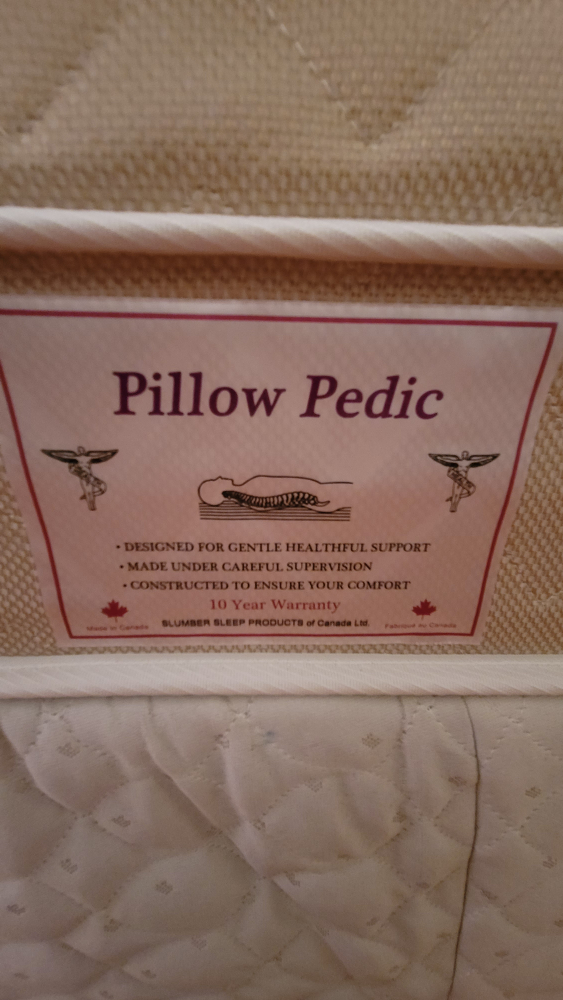 Pillow Pedic
• DESIGNED FOR GENTLE HEALTHFUL SUPPORT
• MADE UNDER CAREFUL SUPERVISION
• CONSTRUCTED TO ENSURE YOUR COMFORT
10 Year Warranty
Made in Canada
SLUMBER SLEEP PRODUCTS of Canada Ltd.
Fabriqué au Canada